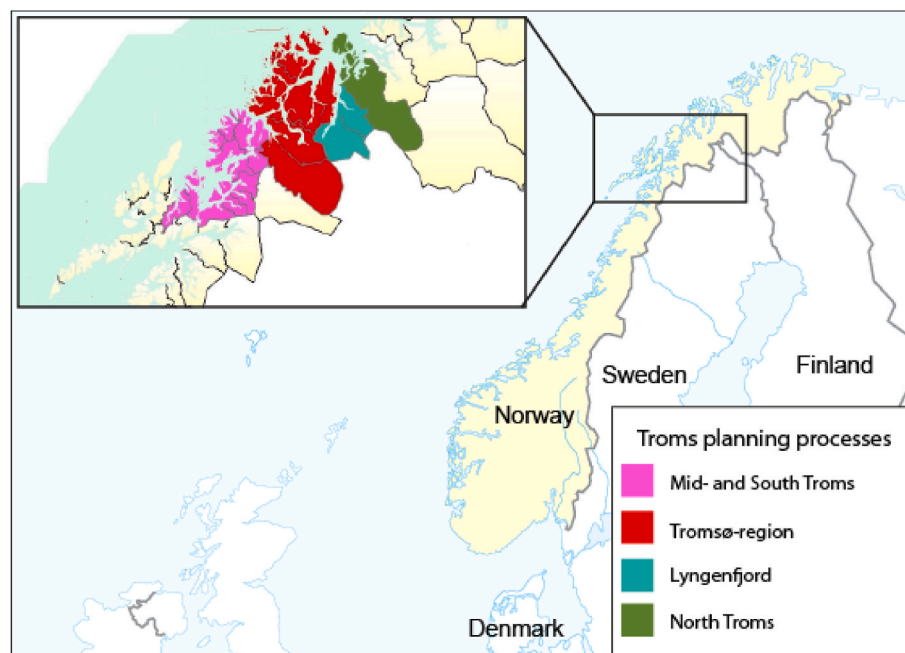 Sweden
Finland
Norway
Denmark
Troms planning processes
Mid- and South Troms
Tromsø-region
Lyngenfjord
North Troms